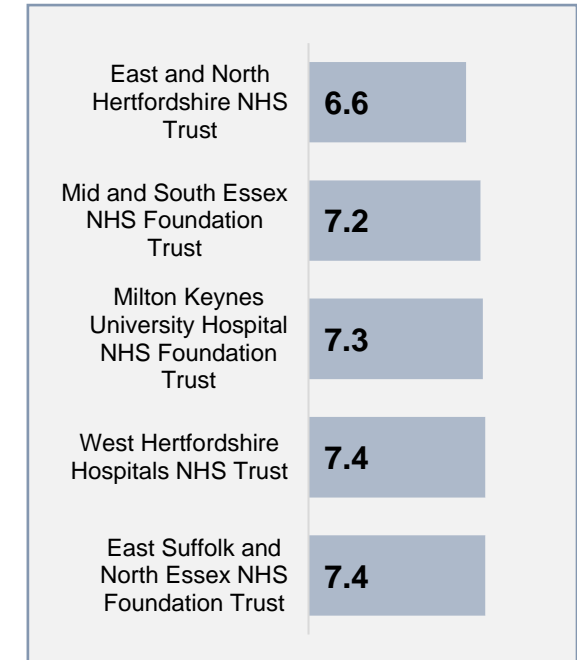 East and North
Hertfordshire NHS
Trust
6.6
Mid and South Essex
NHS Foundation
Trust
7.2
Milton Keynes
University Hospital
NHS Foundation
Trust
7.3
West Hertfordshire
Hospitals NHS Trust
7.4
East Suffolk and
North Essex NHS
Foundation Trust
7.4